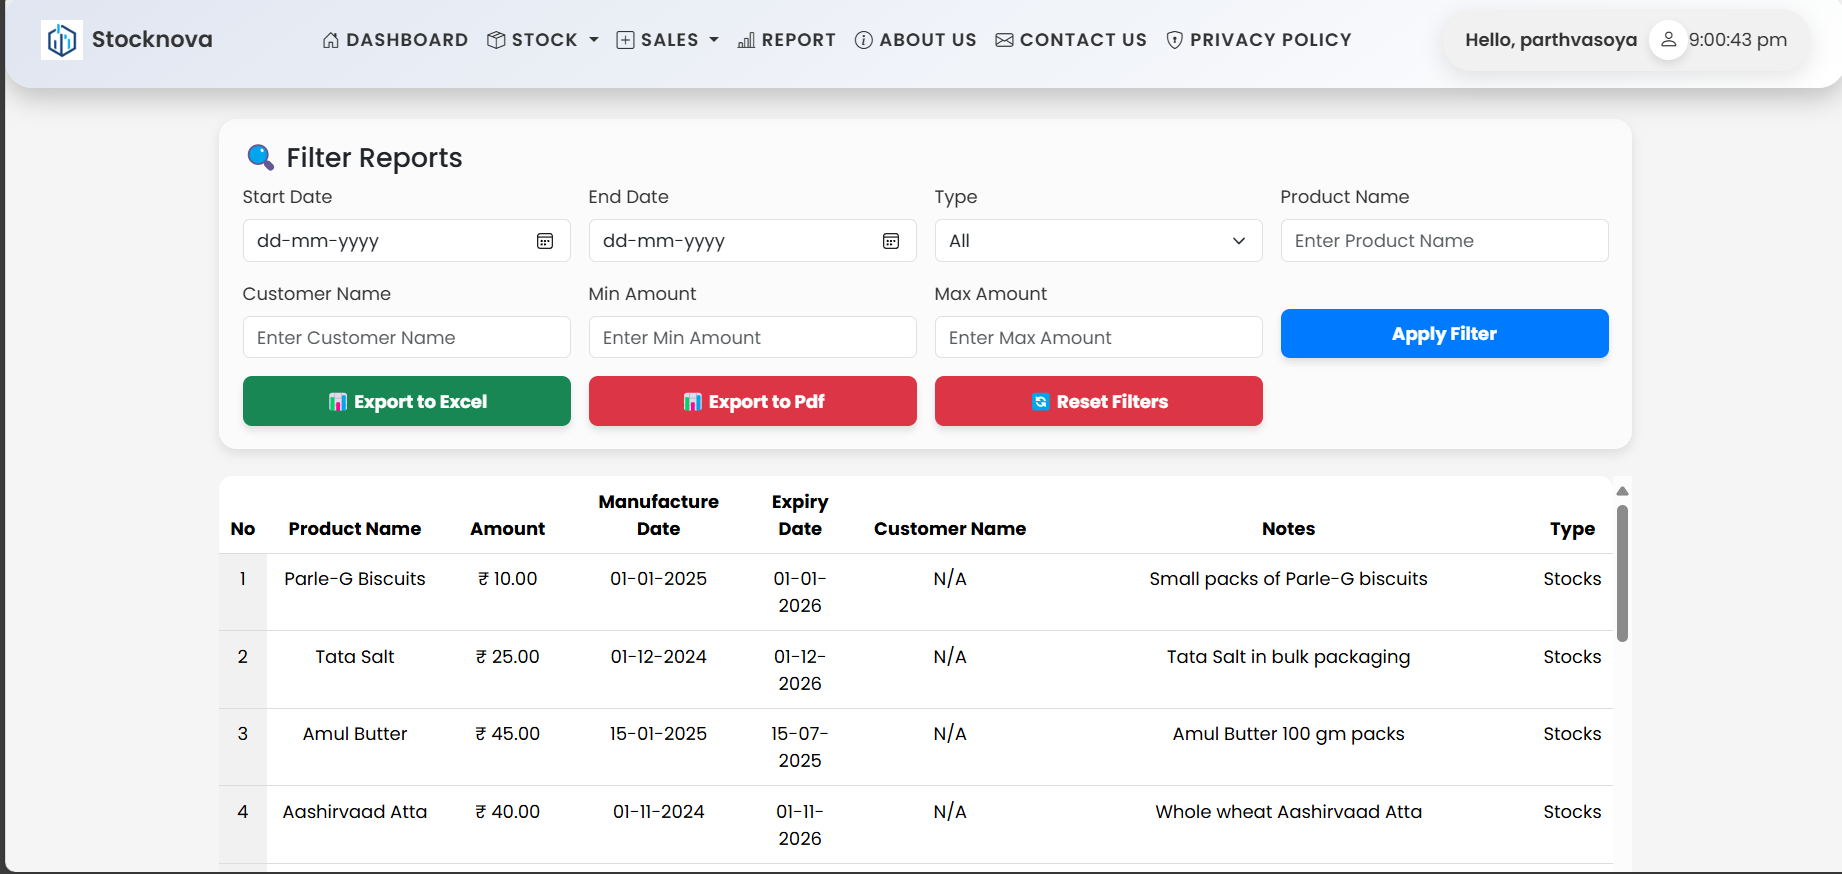 Stocknova
DASHBOARD STOCK SALES REPORT ABOUT US CONTACT US PRIVACY POLICY
Hello, parthvasoya 9:00:43 pm
Filter Reports
Start Date End Date Type Product Name
dd-mm-yyyy dd-mm-yyyy All Enter Product Name
Customer Name Min Amount Max Amount
Enter Customer Name Enter Min Amount Enter Max Amount Apply Filter
Export to Excel Export to Pdf Reset Filters
No Product Name Amount Manufacture Date Expiry Date Customer Name Notes Type
1 Parle-G Biscuits ₹ 10.00 01-01-2025 01-01-2026 N/A Small packs of Parle-G biscuits Stocks
2 Tata Salt ₹ 25.00 01-12-2024 01-12-2026 N/A Tata Salt in bulk packaging Stocks
3 Amul Butter ₹ 45.00 15-01-2025 15-07-2025 N/A Amul Butter 100 gm packs Stocks
4 Aashirvaad Atta ₹ 40.00 01-11-2024 01-11-2026 N/A Whole wheat Aashirvaad Atta Stocks